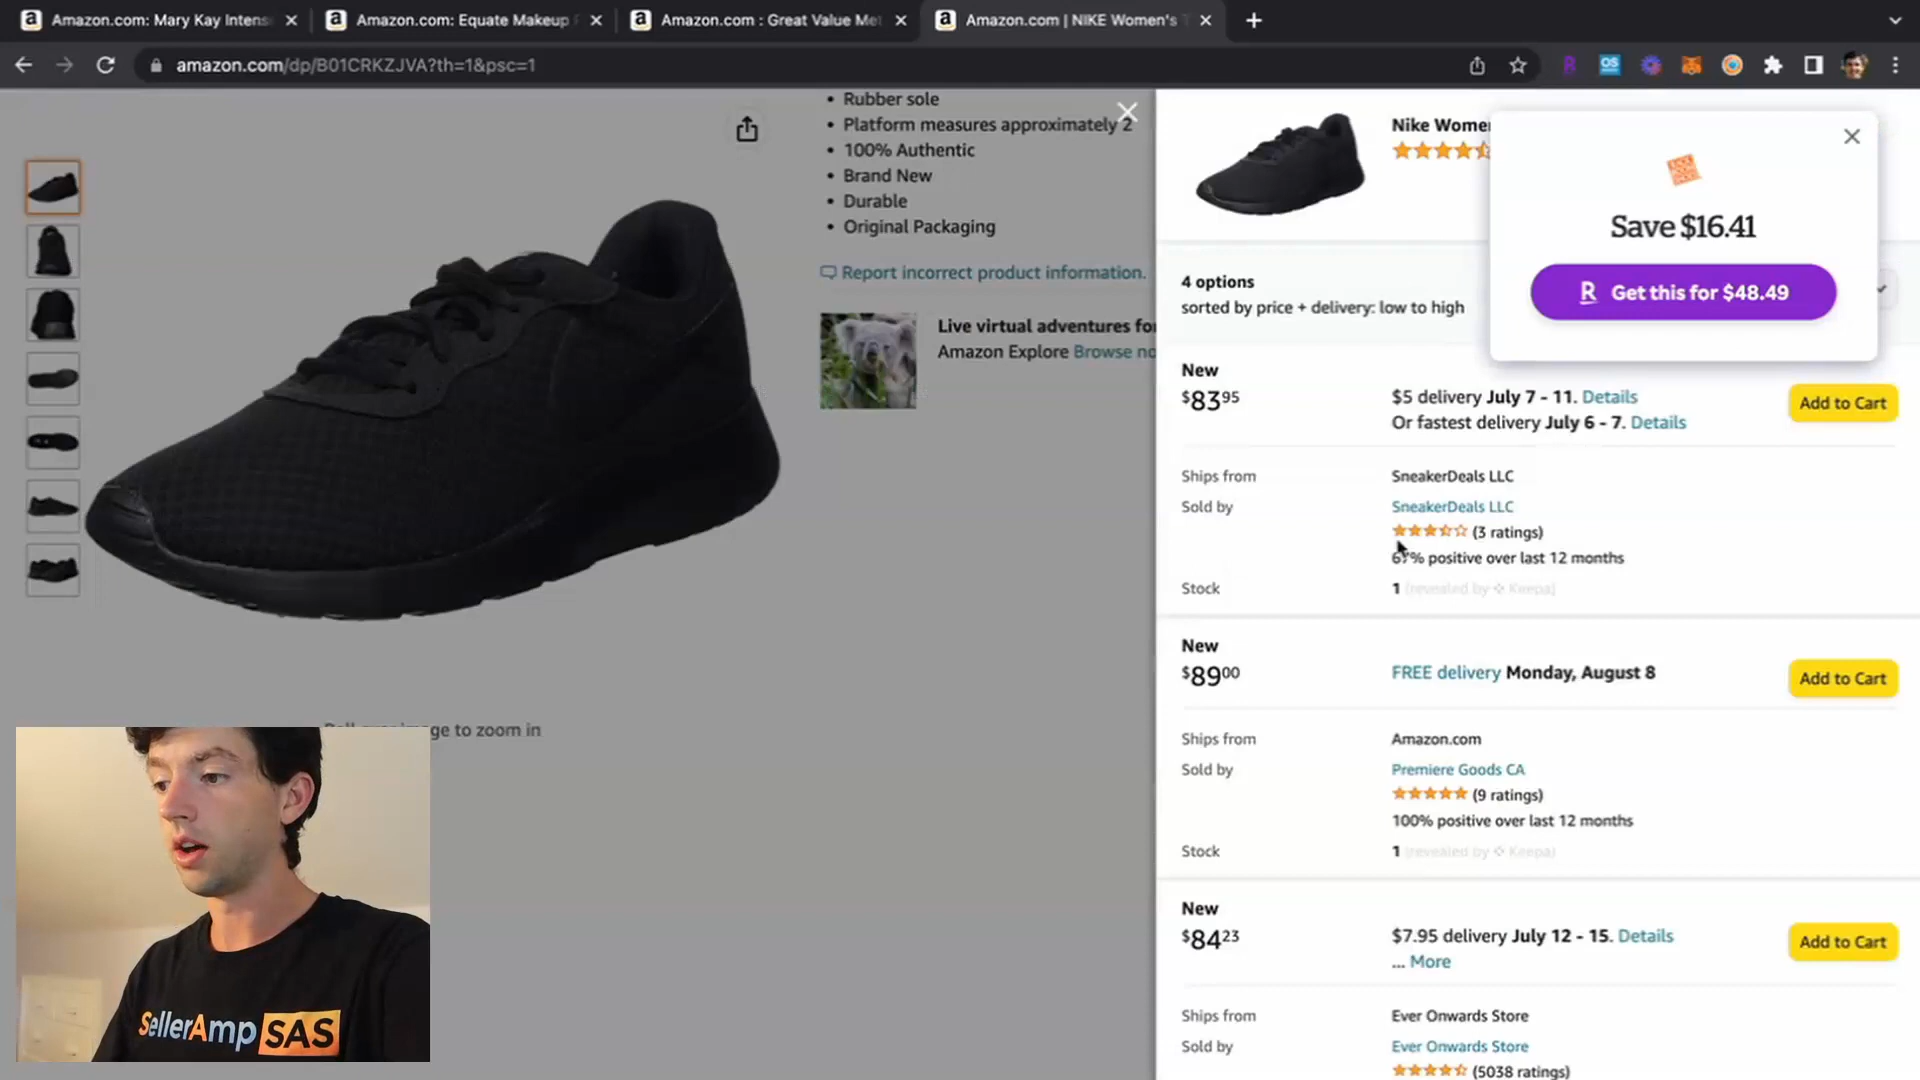 Amazon.com: Mary Kay Intens
Amazon.com: Equate Makeup
Amazon.com : Great Value Me
Amazon.com | NIKE Women's
amazon.com/dp/B01CRKZJVA?th=1&psc=1
OS
• Rubber sole
• Platform measures approximately 2
• 100% Authentic
• Brand New
• Durable
• Original Packaging
Report incorrect product information.
Live virtual adventures fo
Amazon Explore Browse no
ge to zoom in
SellerAmp SAS
Nike Wome
Save $16.41
R Get this for $48.49
4 options
sorted by price + delivery: low to high
New
$83 95
$5 delivery July 7 - 11. Details
Or fastest delivery July 6 - 7. Details
Add to Cart
Ships from SneakerDeals LLC
Sold by SneakerDeals LLC
(3 ratings)
67% positive over last 12 months
Stock 1 (revealed by Keepa)
New
$89 00
FREE delivery Monday, August 8
Add to Cart
Ships from Amazon.com
Sold by Premiere Goods CA
(9 ratings)
100% positive over last 12 months
Stock 1 (revealed by Keepa)
New
$84 23
$7.95 delivery July 12 - 15. Details
... More
Add to Cart
Ships from Ever Onwards Store
Sold by Ever Onwards Store
(5038 ratings)